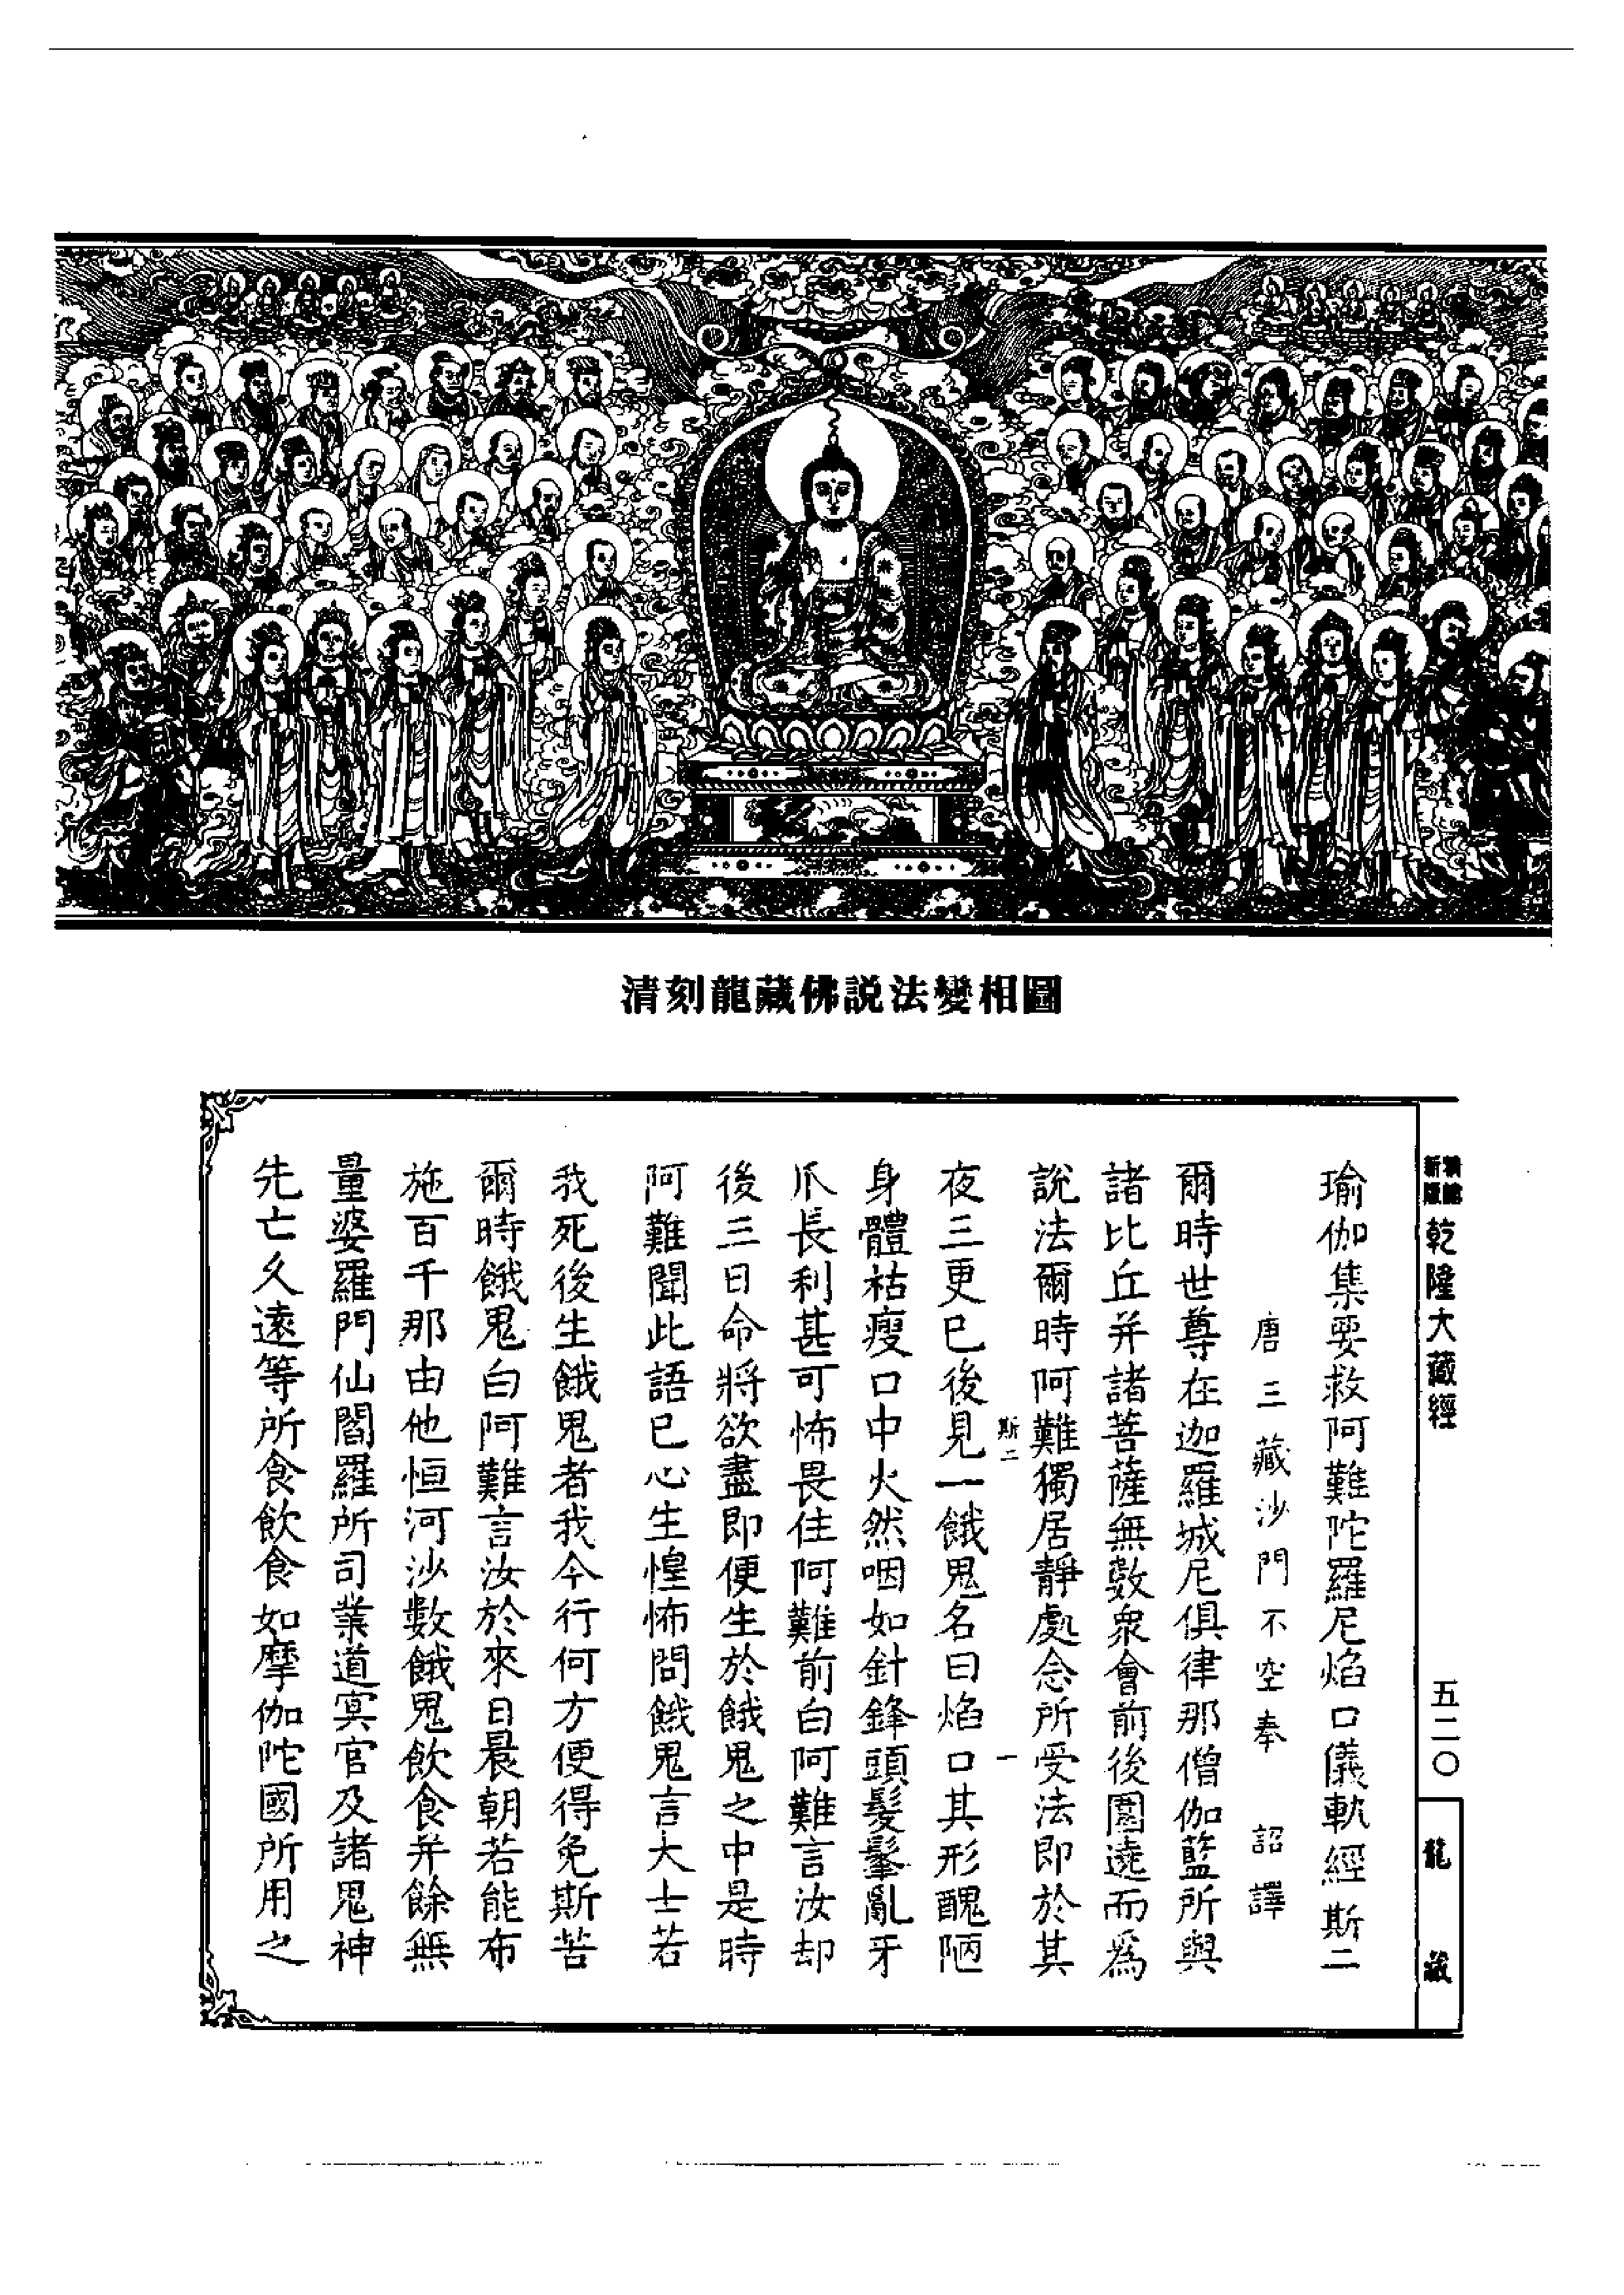 清刻龍藏佛説法變相圖
新版
乾隆大藏經
五二〇
龍藏
瑜伽集要救阿難陀羅尼焰口儀軌經 斯二
唐三藏沙門不空奉 詔譯
爾時世尊在迦羅城尼俱律那僧伽藍所與
諸比丘并諸菩薩無數衆會前後圍遶而爲
說法爾時阿難獨居靜處念所受法即於其
斯二 一
夜三更已後見一餓鬼名曰焰口其形醜陋
身體枯瘦口中火然咽如針鋒頭髮髼亂牙
爪長利甚可怖畏住阿難前白阿難言汝却
後三日命將欲盡即便生於餓鬼之中是時
阿難聞此語已心生惶怖問餓鬼言大士若
我死後生餓鬼者我今行何方便得免斯苦
爾時餓鬼白阿難言汝於來日晨朝若能布
施百千那由他恒河沙數餓鬼飲食并餘無
量婆羅門仙閻羅所司業道冥官及諸鬼神
先亡久遠等所食飲食如摩伽陀國所用之